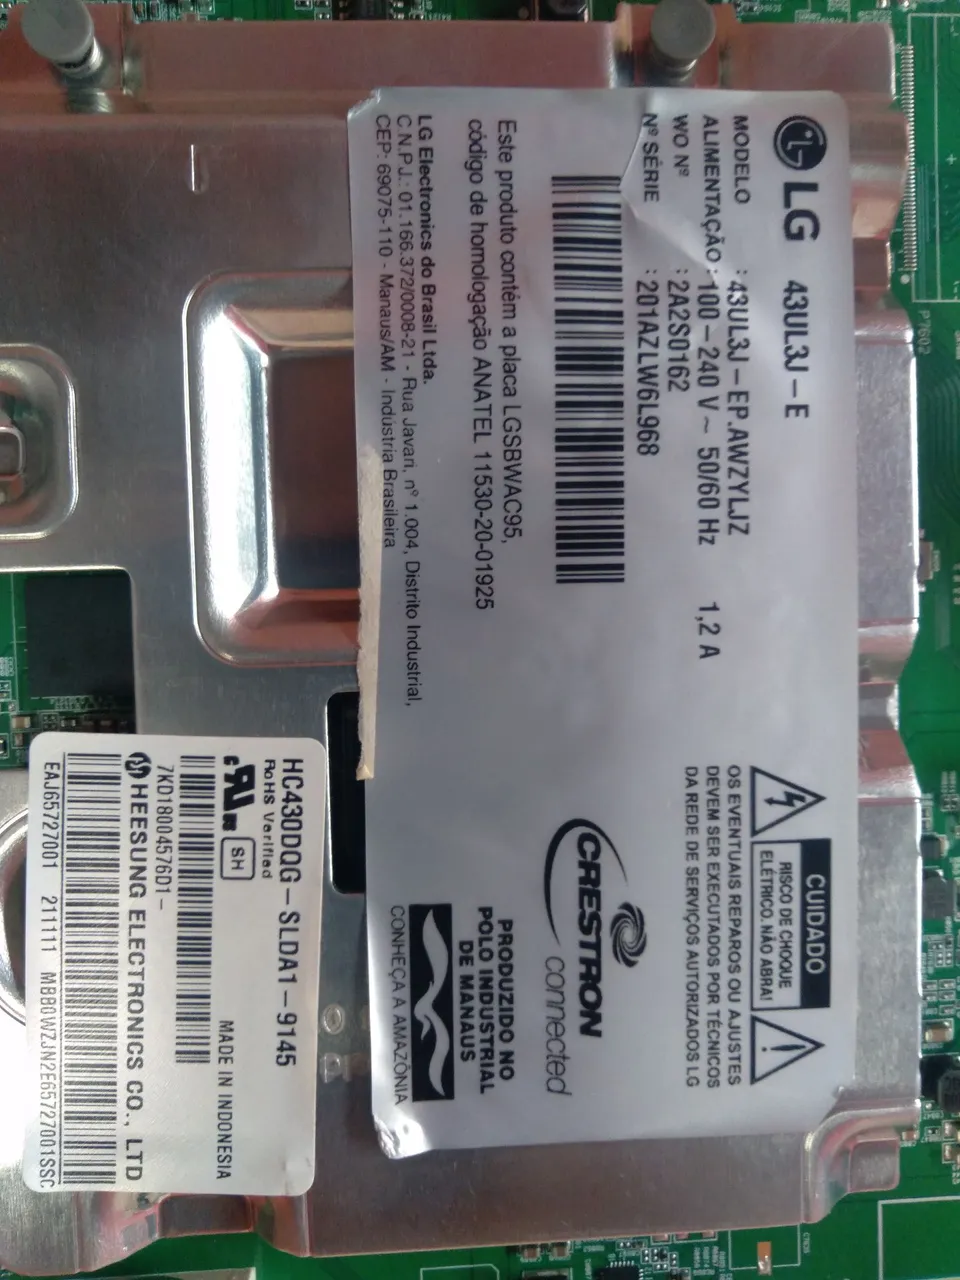 LG 43UL3J-E
MODELO : 43UL3J-EP.AWZYLJZ
ALIMENTAÇÃO : 100-240 V~ 50/60 Hz 1,2 A
WO Nº : 2A2S0162
Nº SÉRIE : 201AZLW6L968
Este produto contém a placa LGSBWAC95,
código de homologação ANATEL 11530-20-01925
LG Electronics do Brasil Ltda.
C.N.P.J.: 01.166.372/0008-21 - Rua Javari, nº 1.004, Distrito Industrial,
CEP: 69075-110 - Manaus/AM - Indústria Brasileira
CUIDADO
RISCO DE CHOQUE
ELÉTRICO. NÃO ABRA!
OS EVENTUAIS REPAROS OU AJUSTES
DEVEM SER EXECUTADOS POR TÉCNICOS
DA REDE DE SERVIÇOS AUTORIZADOS LG
CRESTRON
connected
PRODUZIDO NO
POLO INDUSTRIAL
DE MANAUS
CONHEÇA A AMAZÔNIA
HC430DQG-SLDA1-9145
RoHS Verified
SH
MADE IN INDONESIA
7KD18004576D1-
HEESUNG ELECTRONICS CO., LTD
EAJ65727001 211111 MB80WZJN2E65727001SSC
P7602